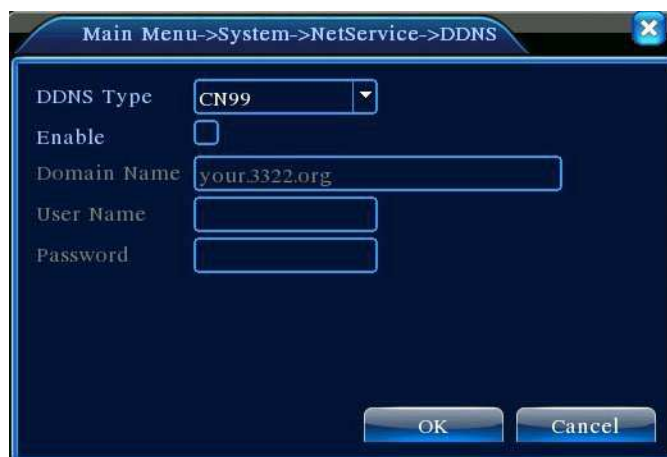 Main Menu->System->NetService->DDNS
DDNS Type CN99
Enable
Domain Name your.3322.org
User Name
Password
OK Cancel